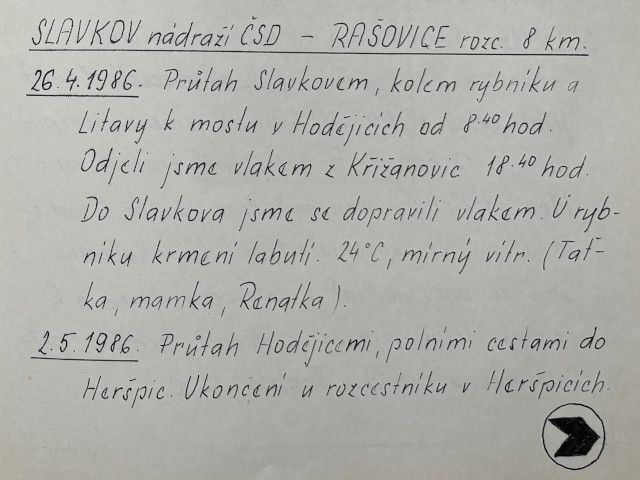 SLAVKOV nádraží ČSD - RAŠOVICE rozc. 8 km.
26.4.1986. Průtah Slavkovem, kolem rybníku a
Litavy k mostu v Hodějicích od 8.40 hod.
Odjeli jsme vlakem z Křižanovic 18.40 hod.
Do Slavkova jsme se dopravili vlakem. U ryb-
níku krmení labutí. 24°C, mírný vítr. (Tať-
ka, mamka, Renatka).
2.5.1986. Průtah Hodějicemi, polními cestami do
Heršpic. Ukončení u rozcestníku v Heršpicích.